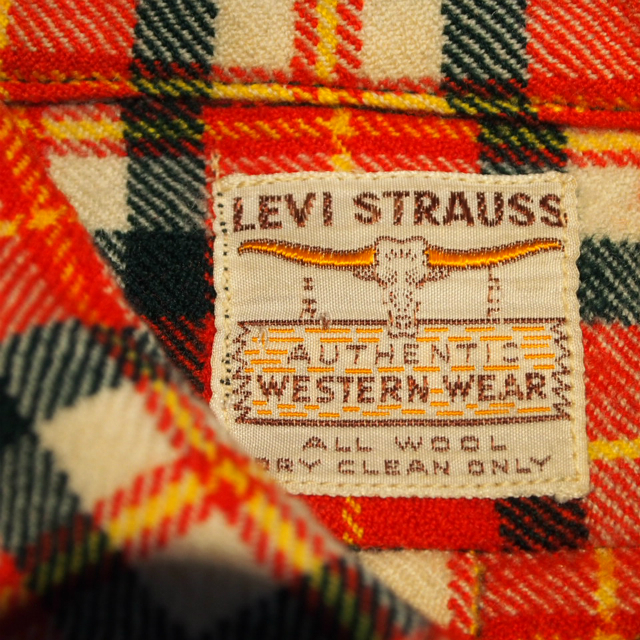 LEVI STRAUSS
AUTHENTIC
WESTERN WEAR
ALL WOOL
DRY CLEAN ONLY